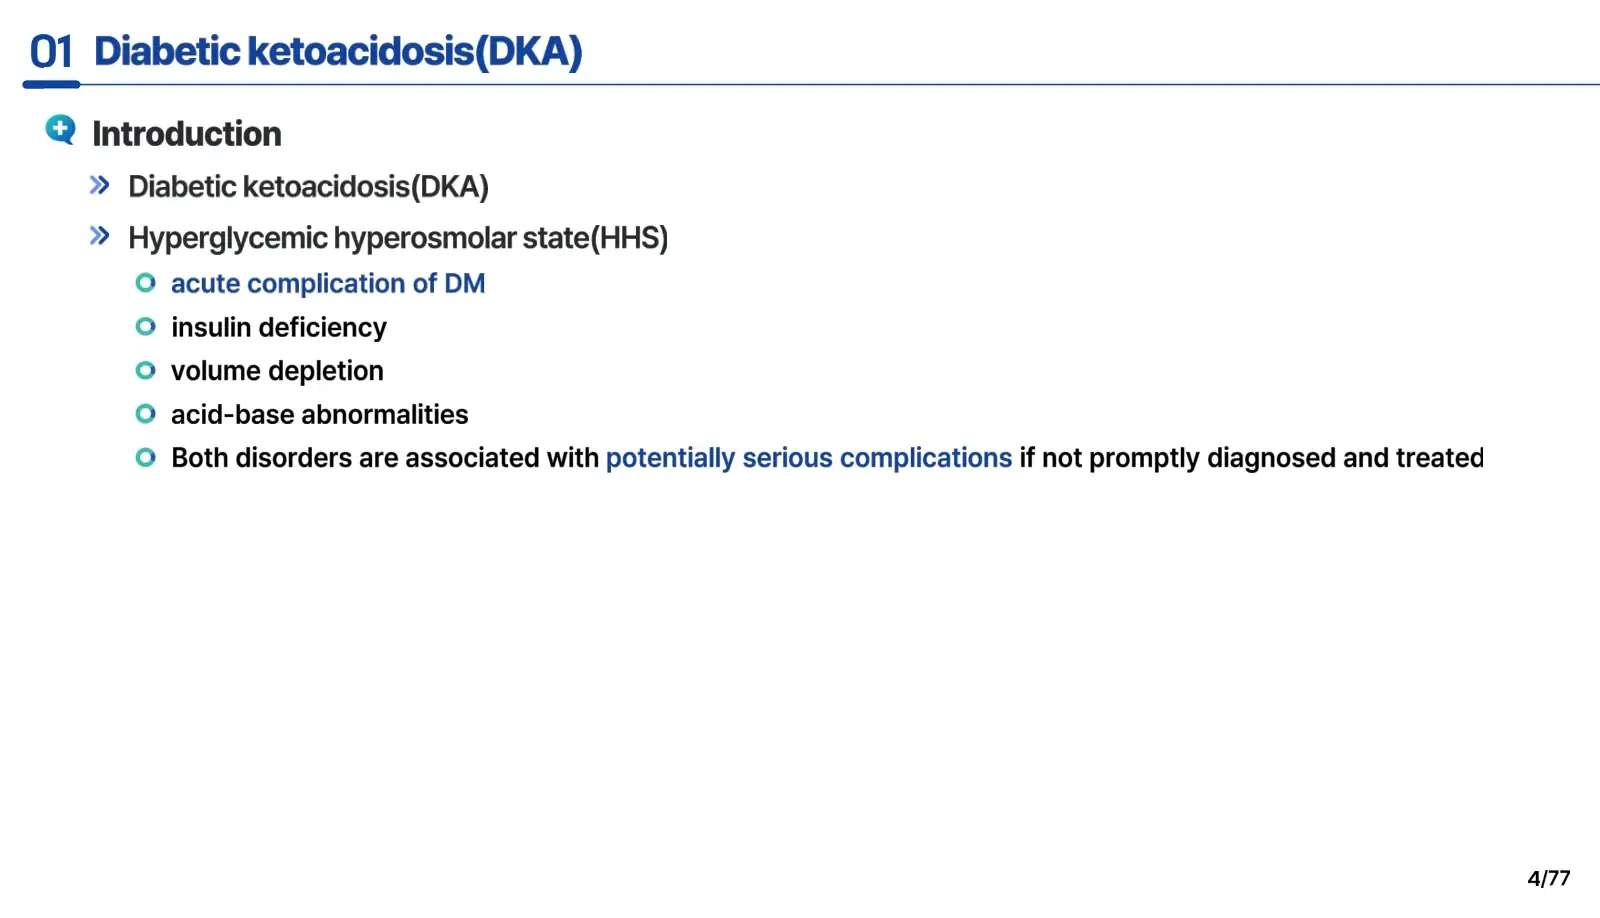 01 Diabetic ketoacidosis(DKA)
Introduction
Diabetic ketoacidosis(DKA)
Hyperglycemic hyperosmolar state(HHS)
acute complication of DM
insulin deficiency
volume depletion
acid-base abnormalities
Both disorders are associated with potentially serious complications if not promptly diagnosed and treated
4/77